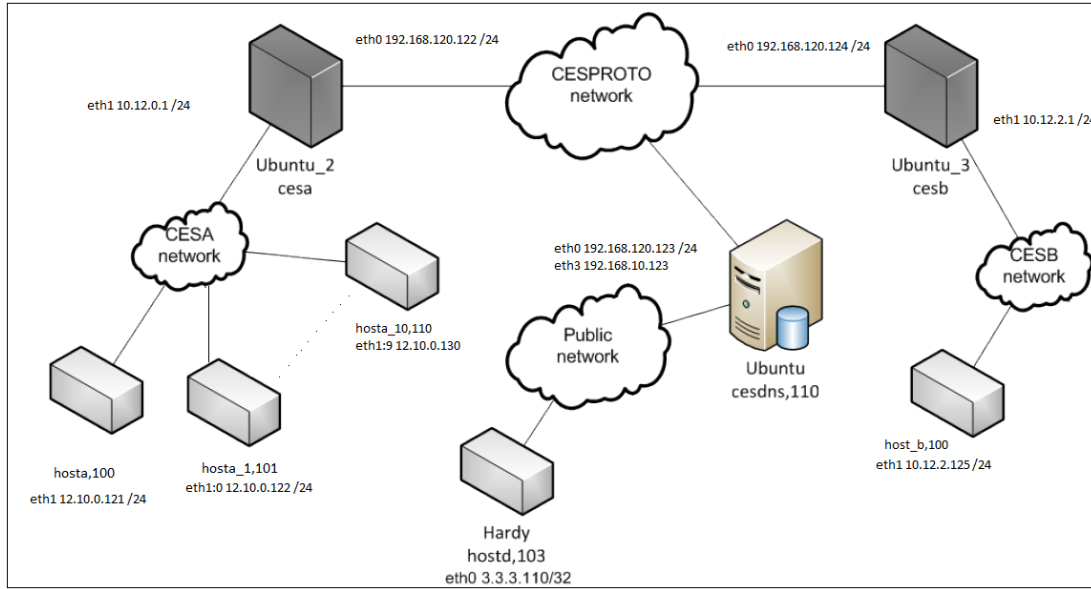 eth0 192.168.120.122 /24
eth0 192.168.120.124 /24
CESPROTO
network
eth1 10.12.0.1 /24
eth1 10.12.2.1 /24
Ubuntu_2
cesa
Ubuntu_3
cesb
CESA
network
eth0 192.168.120.123 /24
eth3 192.168.10.123
CESB
network
hosta_10,110
eth1:9 12.10.0.130
Public
network
Ubuntu
cesdns,110
hosta,100
eth1 12.10.0.121 /24
hosta_1,101
eth1:0 12.10.0.122 /24
host_b,100
eth1 10.12.2.125 /24
Hardy
hostd,103
eth0 3.3.3.110/32